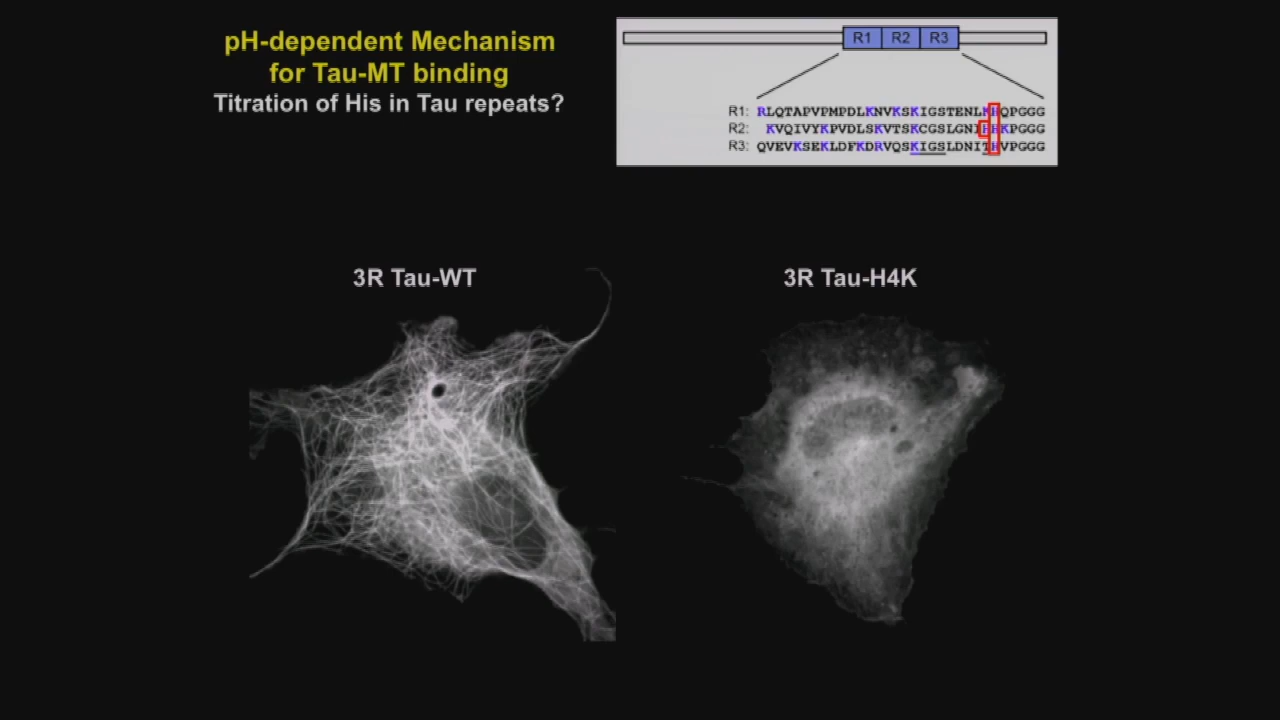 pH-dependent Mechanism
for Tau-MT binding
Titration of His in Tau repeats?
R1 R2 R3
R1: RLQTAPVPMPDLKNVKSKIGSTENLKHQPGGG
R2: KVQIVYKPVDLSKVTSKCGSLGNIHHKPGGG
R3: QVEVKSEKLDFKDRVQSKIGSLDNITHVPGGG
3R Tau-WT
3R Tau-H4K